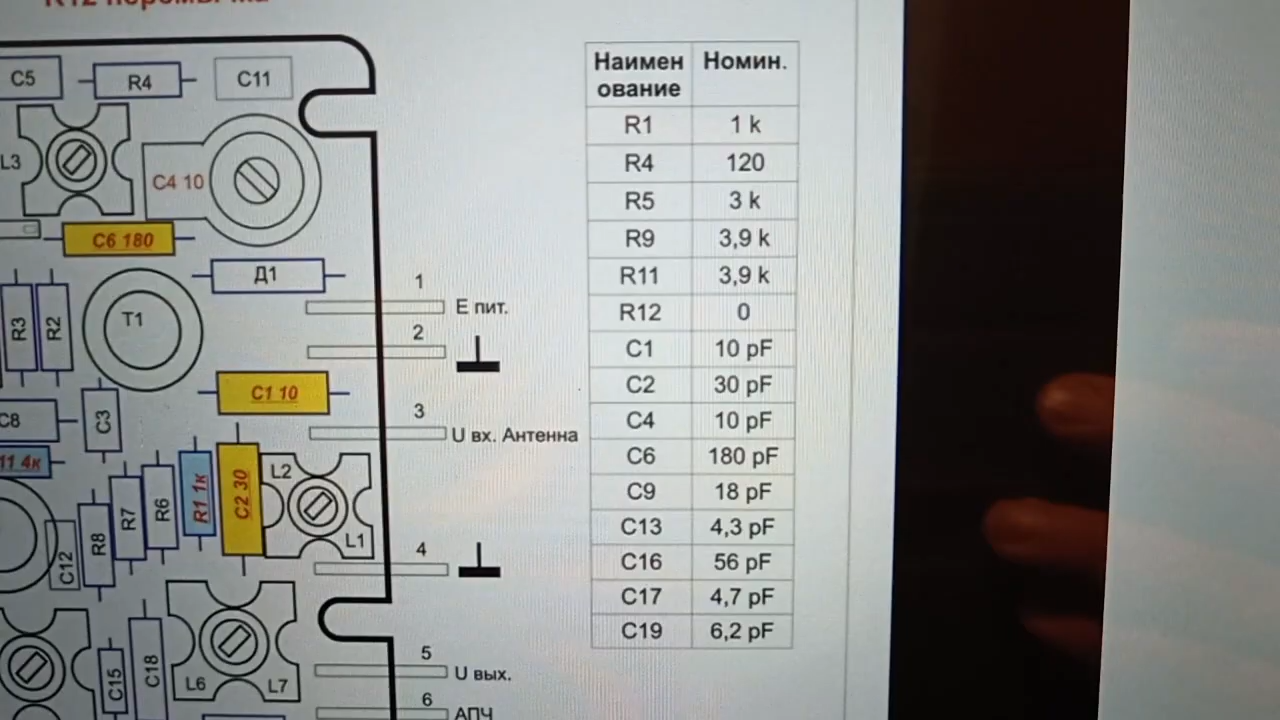 R12 перемычка
C5
R4
C11
L3
C4 10
C6 180
Д1
1
Е пит.
R3
R2
T1
2
C1 10
3
U вх. Антенна
C8
C3
11 4к
R1 1к
C2 30
L2
L1
R7
R6
R8
C12
4
L6
L7
C15
C18
5
U вых.
6
АПЧ
Наимен Номин.
ование
R1 1 k
R4 120
R5 3 k
R9 3,9 k
R11 3,9 k
R12 0
C1 10 pF
C2 30 pF
C4 10 pF
C6 180 pF
C9 18 pF
C13 4,3 pF
C16 56 pF
C17 4,7 pF
C19 6,2 pF